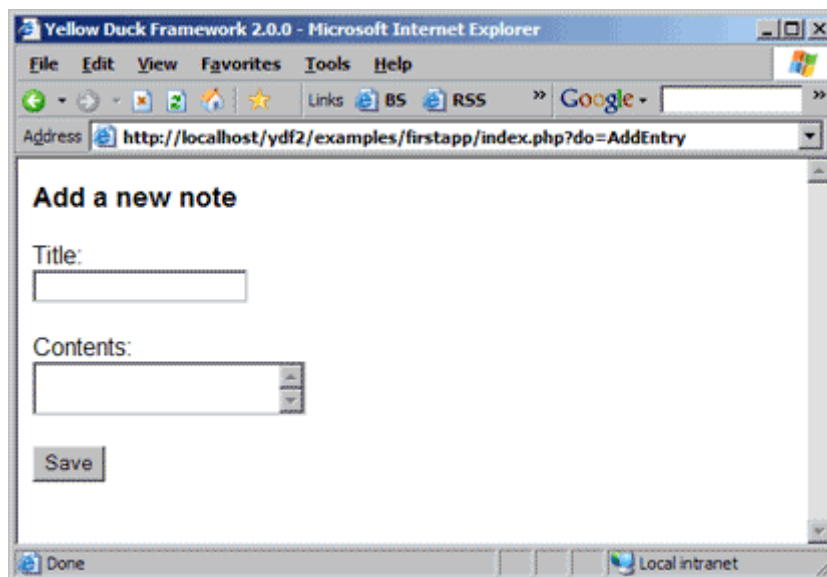 Yellow Duck Framework 2.0.0 - Microsoft Internet Explorer
File Edit View Favorites Tools Help
Links BS RSS » Google »
Address http://localhost/ydf2/examples/firstapp/index.php?do=AddEntry
Add a new note
Title:
Contents:
Save
Done Local intranet